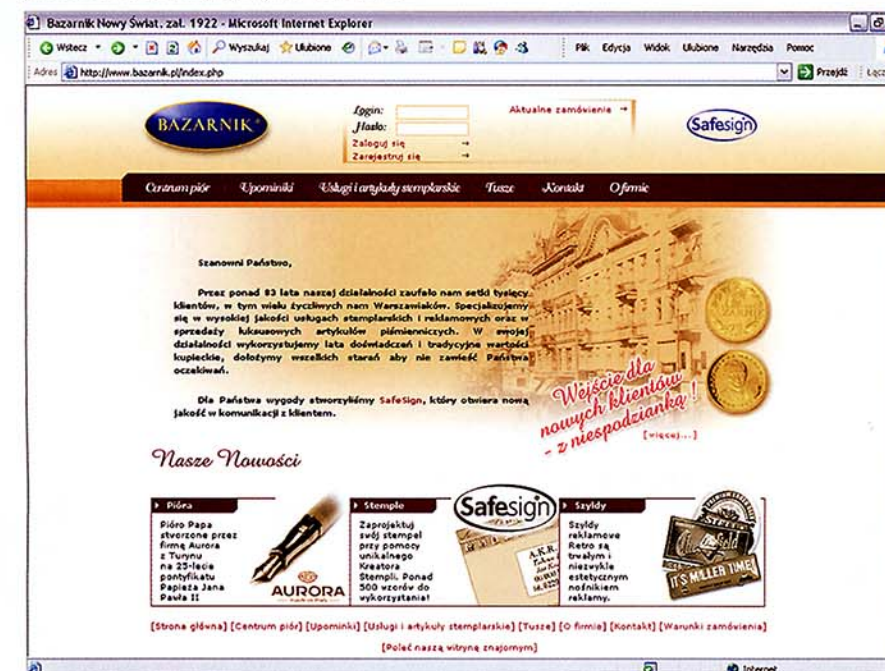 Bazarnik Nowy Świat, zał. 1922 - Microsoft Internet Explorer
Wstecz Wyszukaj Ulubione Plik Edycja Widok Ulubione Narzędzia Pomoc
Adres http://www.bazarnik.pl/index.php Przejdź Łącza
BAZARNIK
Login:
Hasło:
Zaloguj się →
Zarejestruj się →
Aktualne zamówienie →
Safesign
Centrum piór Upominki Usługi i artykuły stemplarskie Tusze Kontakt O firmie
Szanowni Państwo,
Przez ponad 83 lata naszej działalności zaufało nam setki tysięcy
klientów, w tym wielu życzliwych nam Warszawiaków. Specjalizujemy
się w wysokiej jakości usługach stemplarskich i reklamowych oraz w
sprzedaży luksusowych artykułów piśmienniczych. W swojej
działalności wykorzystujemy lata doświadczeń i tradycyjne wartości
kupieckie, dołożymy wszelkich starań aby nie zawieść Państwa
oczekiwań.
Dla Państwa wygody stworzyliśmy SafeSign, który otwiera nową
jakość w komunikacji z klientem.
Wejście dla
nowych klientów
- z niespodzianką !
[więcej...]
Nasze Nowości
Pióra
Pióro Papa
stworzone przez
firmę Aurora
z Turynu
na 25-lecie
pontyfikatu
Papieża Jana
Pawła II
AURORA
Stemple
Zaprojektuj
swój stempel
przy pomocy
unikalnego
Kreatora
Stempli. Ponad
500 wzorów do
wykorzystania!
Safesign
A.K.R.
Szyldy
Szyldy
reklamowe
Retro są
trwałym i
niezwykle
estetycznym
nośnikiem
reklamy.
IT'S MILLER TIME
[Strona główna] [Centrum piór] [Upominki] [Usługi i artykuły stemplarskie] [Tusze] [O firmie] [Kontakt] [Warunki zamówienia]
[Poleć naszą witrynę znajomym]
Internet